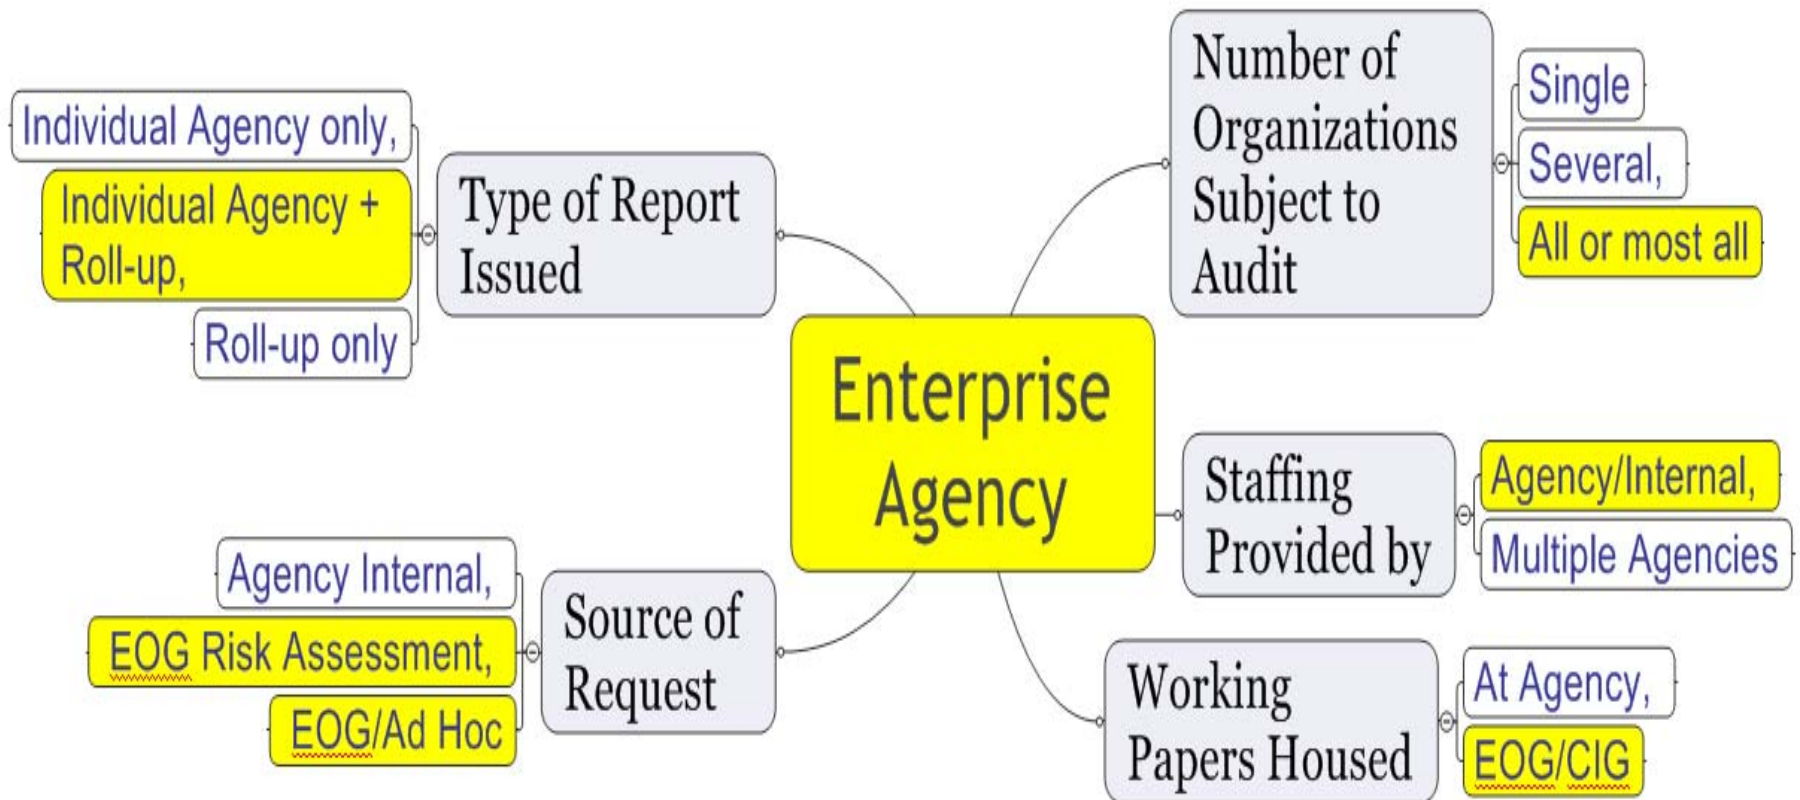 Individual Agency only,
Individual Agency +
Roll-up,
Roll-up only
Type of Report
Issued
Number of
Organizations
Subject to
Audit
Single
Several,
All or most all
Enterprise
Agency
Staffing
Provided by
Agency/Internal,
Multiple Agencies
Agency Internal,
EOG Risk Assessment,
EOG/Ad Hoc
Source of
Request
Working
Papers Housed
At Agency,
EOG/CIG